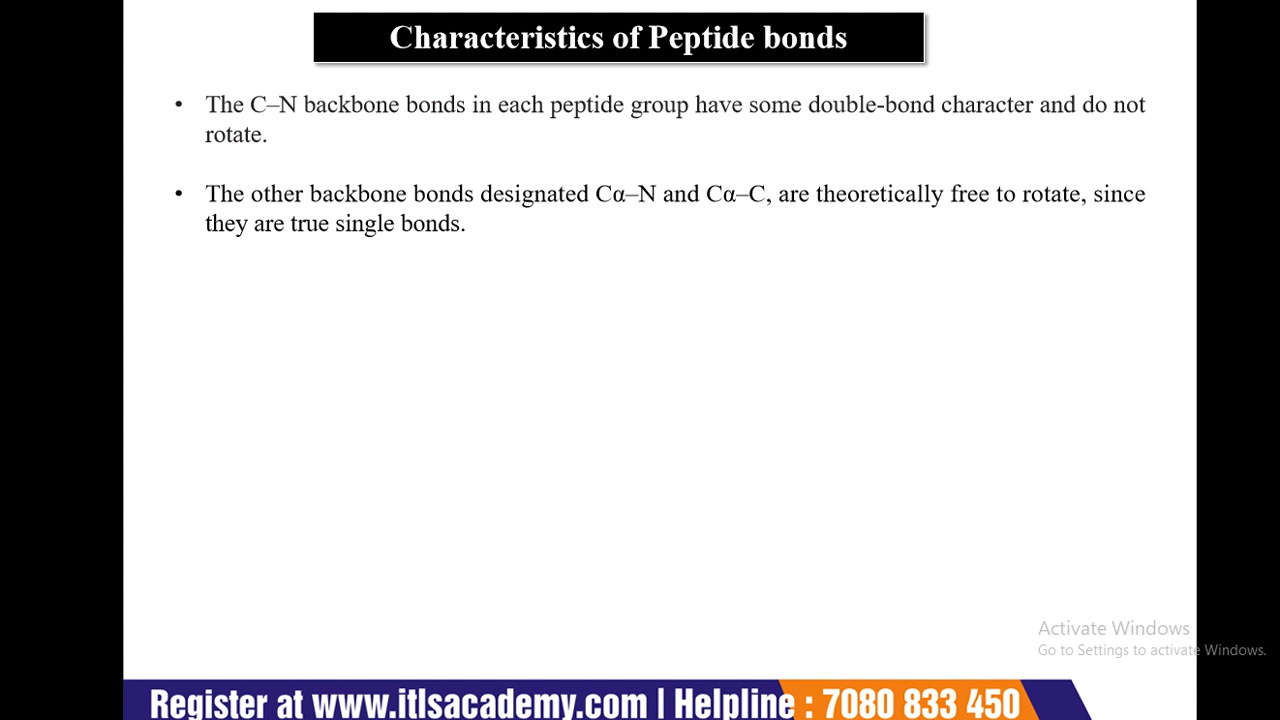 Characteristics of Peptide bonds
• The C–N backbone bonds in each peptide group have some double-bond character and do not
rotate.
• The other backbone bonds designated Cα–N and Cα–C, are theoretically free to rotate, since
they are true single bonds.
Activate Windows
Go to Settings to activate Windows.
Register at www.itlsacademy.com | Helpline : 7080 833 450